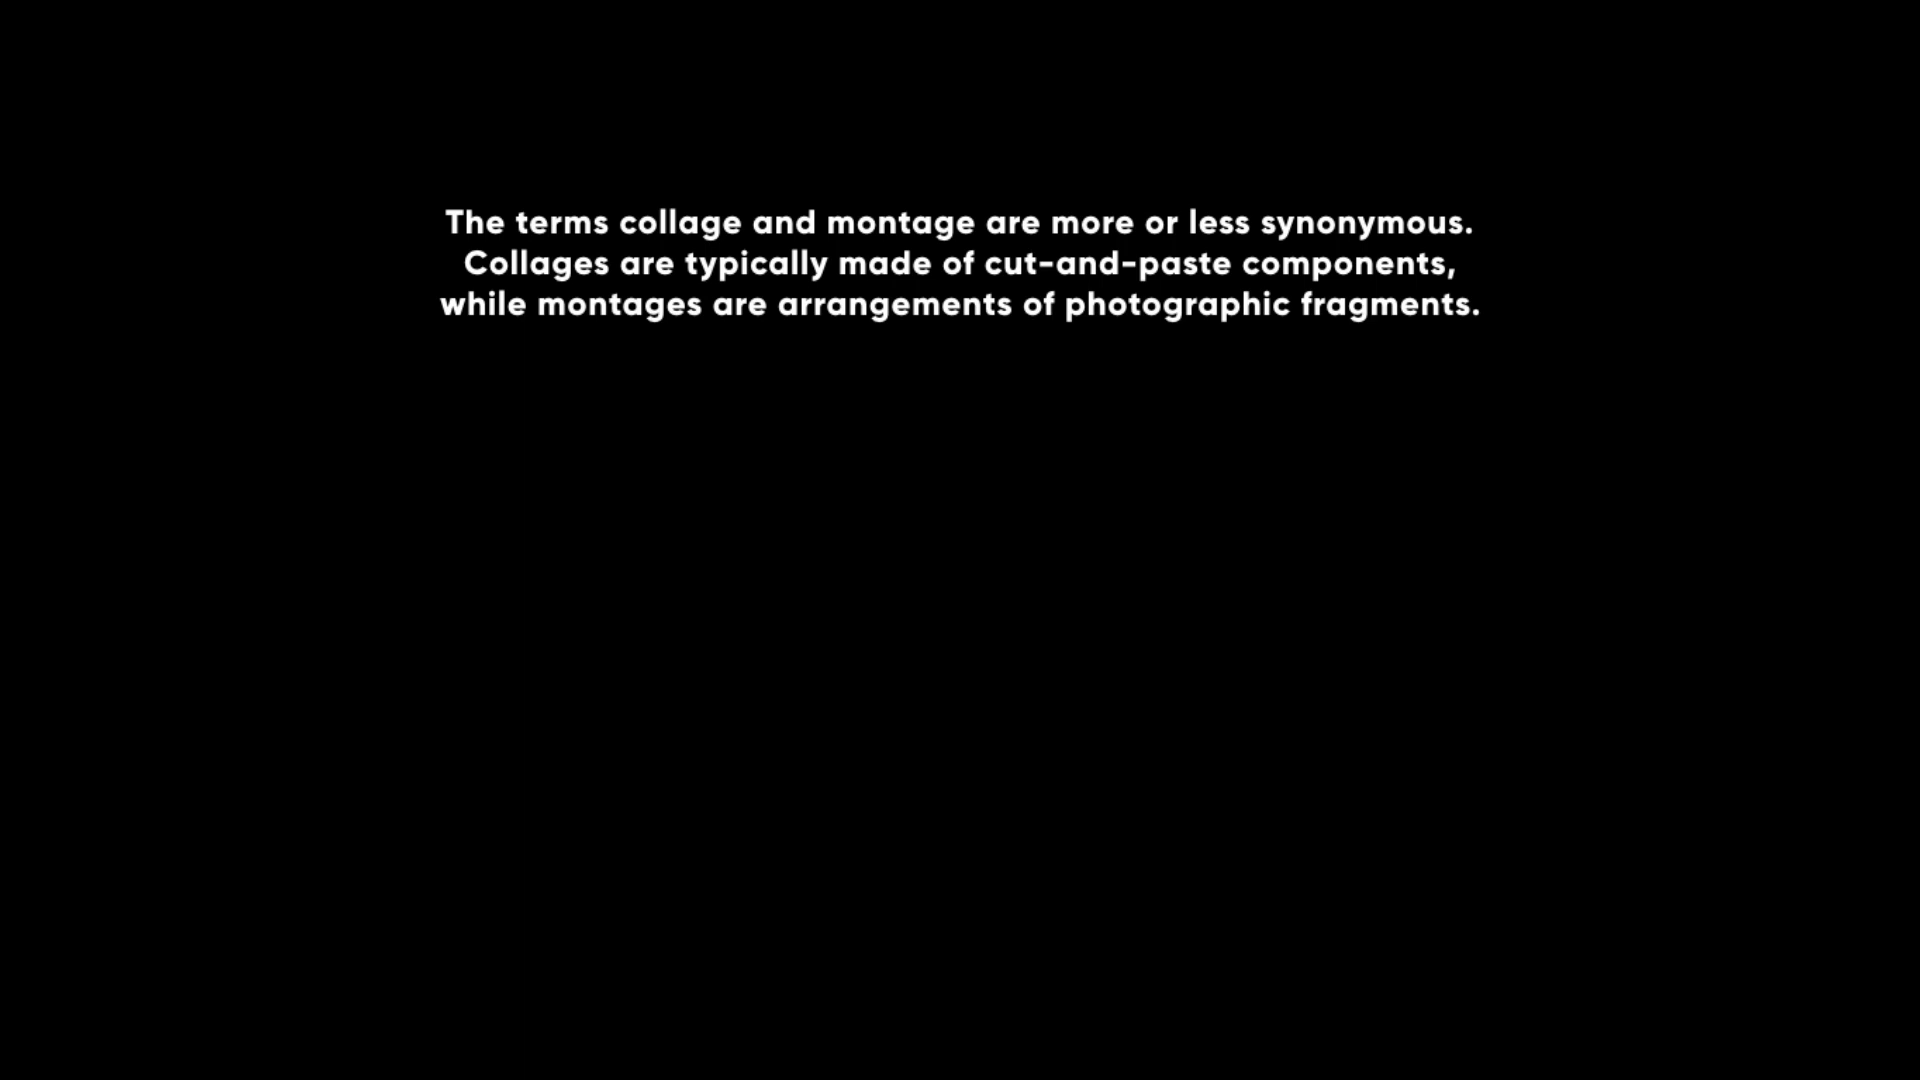 The terms collage and montage are more or less synonymous.
Collages are typically made of cut-and-paste components,
while montages are arrangements of photographic fragments.